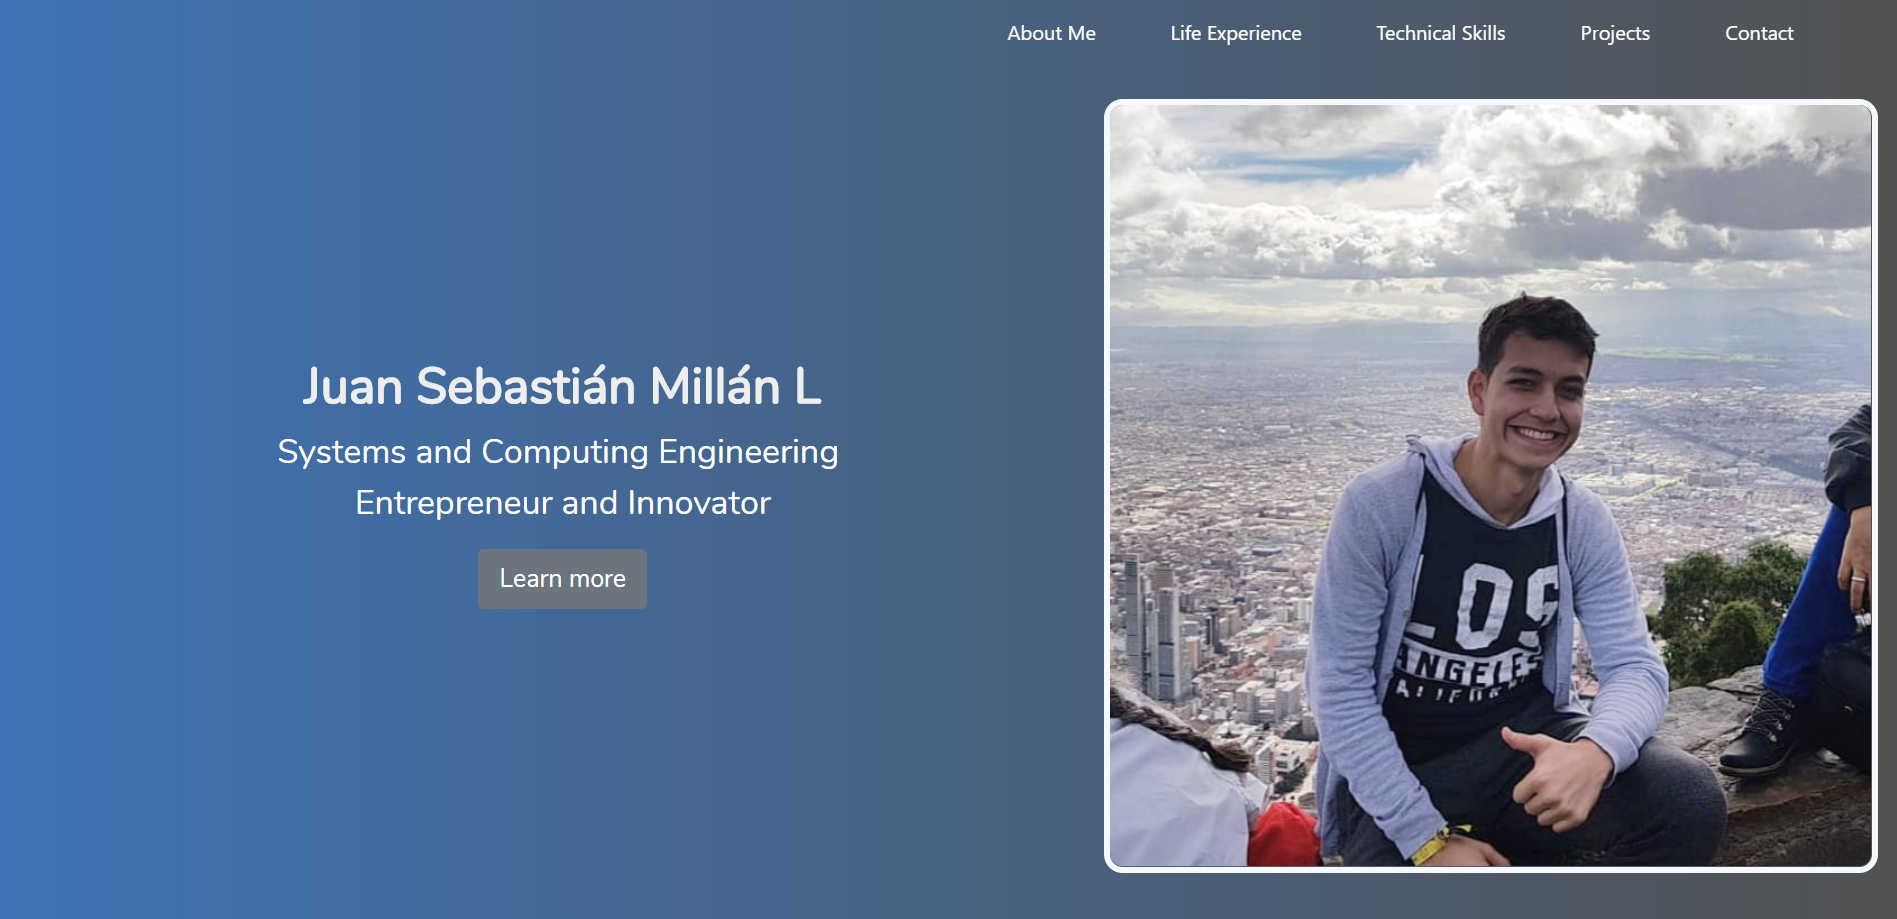 About Me
Life Experience
Technical Skills
Projects
Contact
Juan Sebastián Millán L
Systems and Computing Engineering
Entrepreneur and Innovator
Learn more
LOS
ANGELES